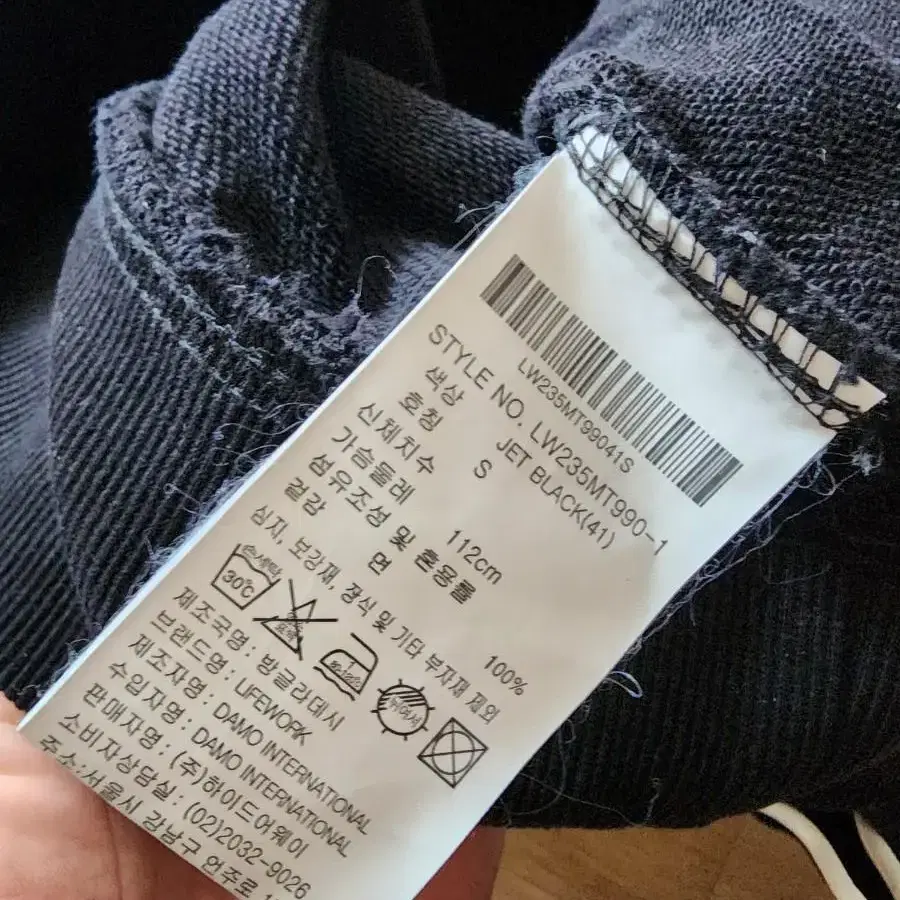 LW235MT99041S
STYLE NO. LW235MT990-1
색상 JET BLACK(41)
호칭 S
신체치수
가슴둘레 112cm
섬유조성 및 혼용률
겉감 면 100%
심지, 보강재, 장식 및 기타 부자재 제외
손세탁
30℃
제조국명 : 방글라데시
브랜드명 : LIFEWORK
제조자명 : DAMO INTERNATIONAL
수입자명 : DAMO INTERNATIONAL
판매자명 : (주)하이드어웨이
소비자상담실 : (02)2032-9026
주소:서울시 강남구 언주로